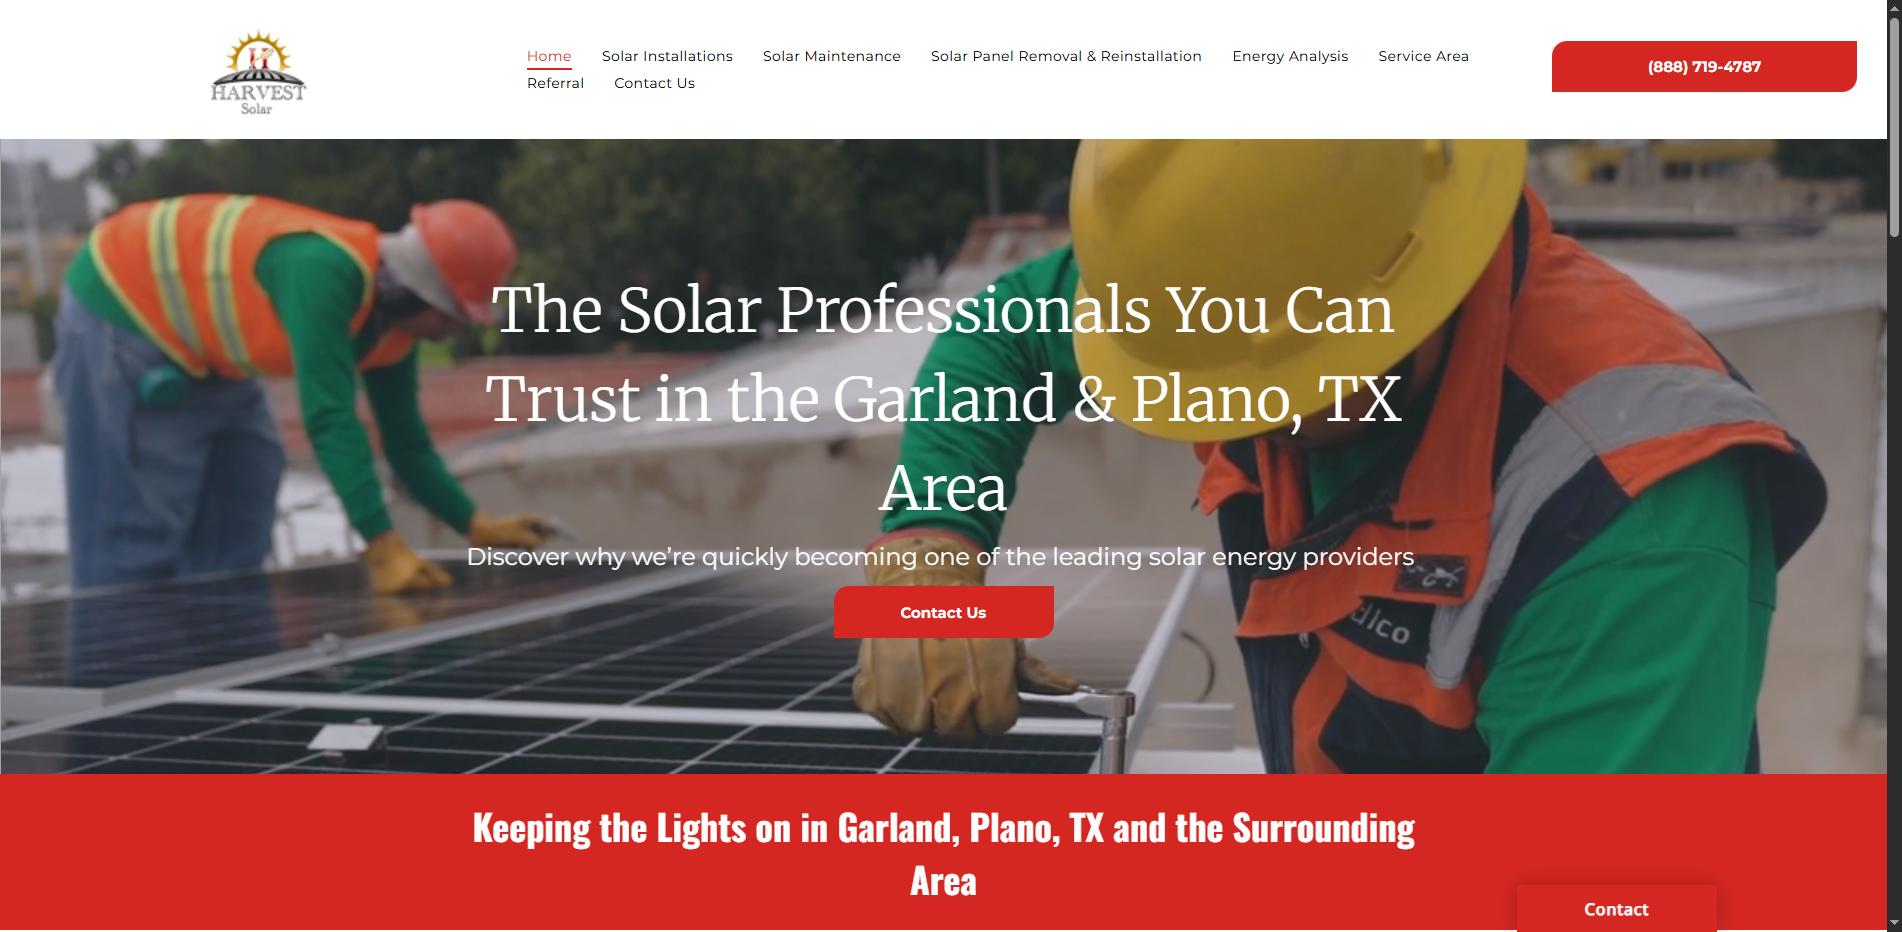 HARVEST
Solar
Home Solar Installations Solar Maintenance Solar Panel Removal & Reinstallation Energy Analysis Service Area
Referral Contact Us
(888) 719-4787
The Solar Professionals You Can
Trust in the Garland & Plano, TX
Area
Discover why we’re quickly becoming one of the leading solar energy providers
Contact Us
Keeping the Lights on in Garland, Plano, TX and the Surrounding
Area
Contact